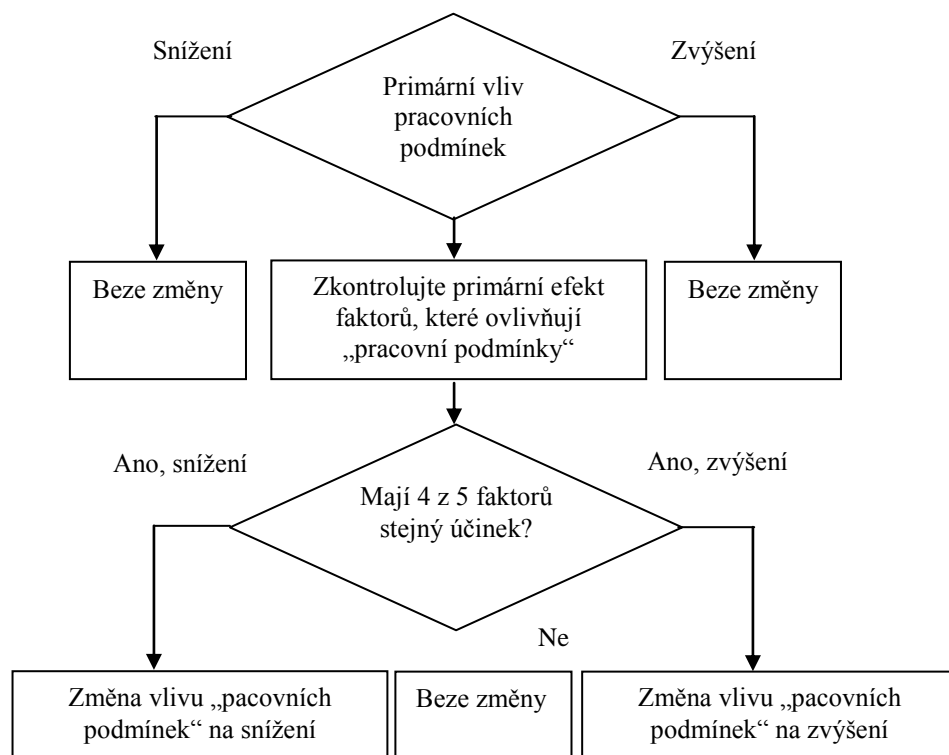 Snížení
Zvýšení
Primární vliv
pracovních
podmínek
Beze změny
Zkontrolujte primární efekt
faktorů, které ovlivňují
„pracovní podmínky“
Beze změny
Ano, snížení
Ano, zvýšení
Mají 4 z 5 faktorů
stejný účinek?
Ne
Změna vlivu „pacovních
podmínek“ na snížení
Beze změny
Změna vlivu „pacovních
podmínek“ na zvýšení